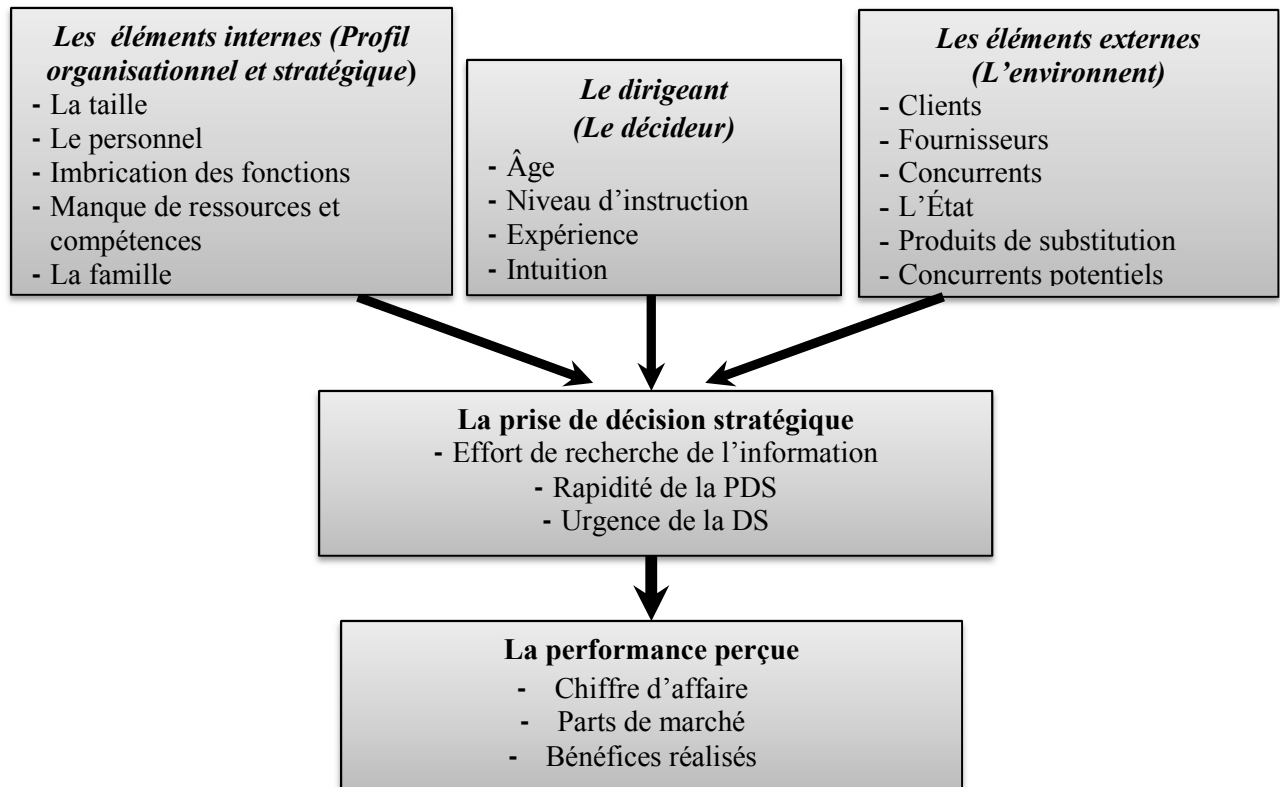 Les éléments internes (Profil
organisationnel et stratégique)
- La taille
- Le personnel
- Imbrication des fonctions
- Manque de ressources et
compétences
- La famille
Le dirigeant
(Le décideur)
- Âge
- Niveau d'instruction
- Expérience
- Intuition
Les éléments externes
(L'environnent)
- Clients
- Fournisseurs
- Concurrents
- L'État
- Produits de substitution
- Concurrents potentiels
La prise de décision stratégique
- Effort de recherche de l'information
- Rapidité de la PDS
- Urgence de la DS
La performance perçue
- Chiffre d'affaire
- Parts de marché
- Bénéfices réalisés